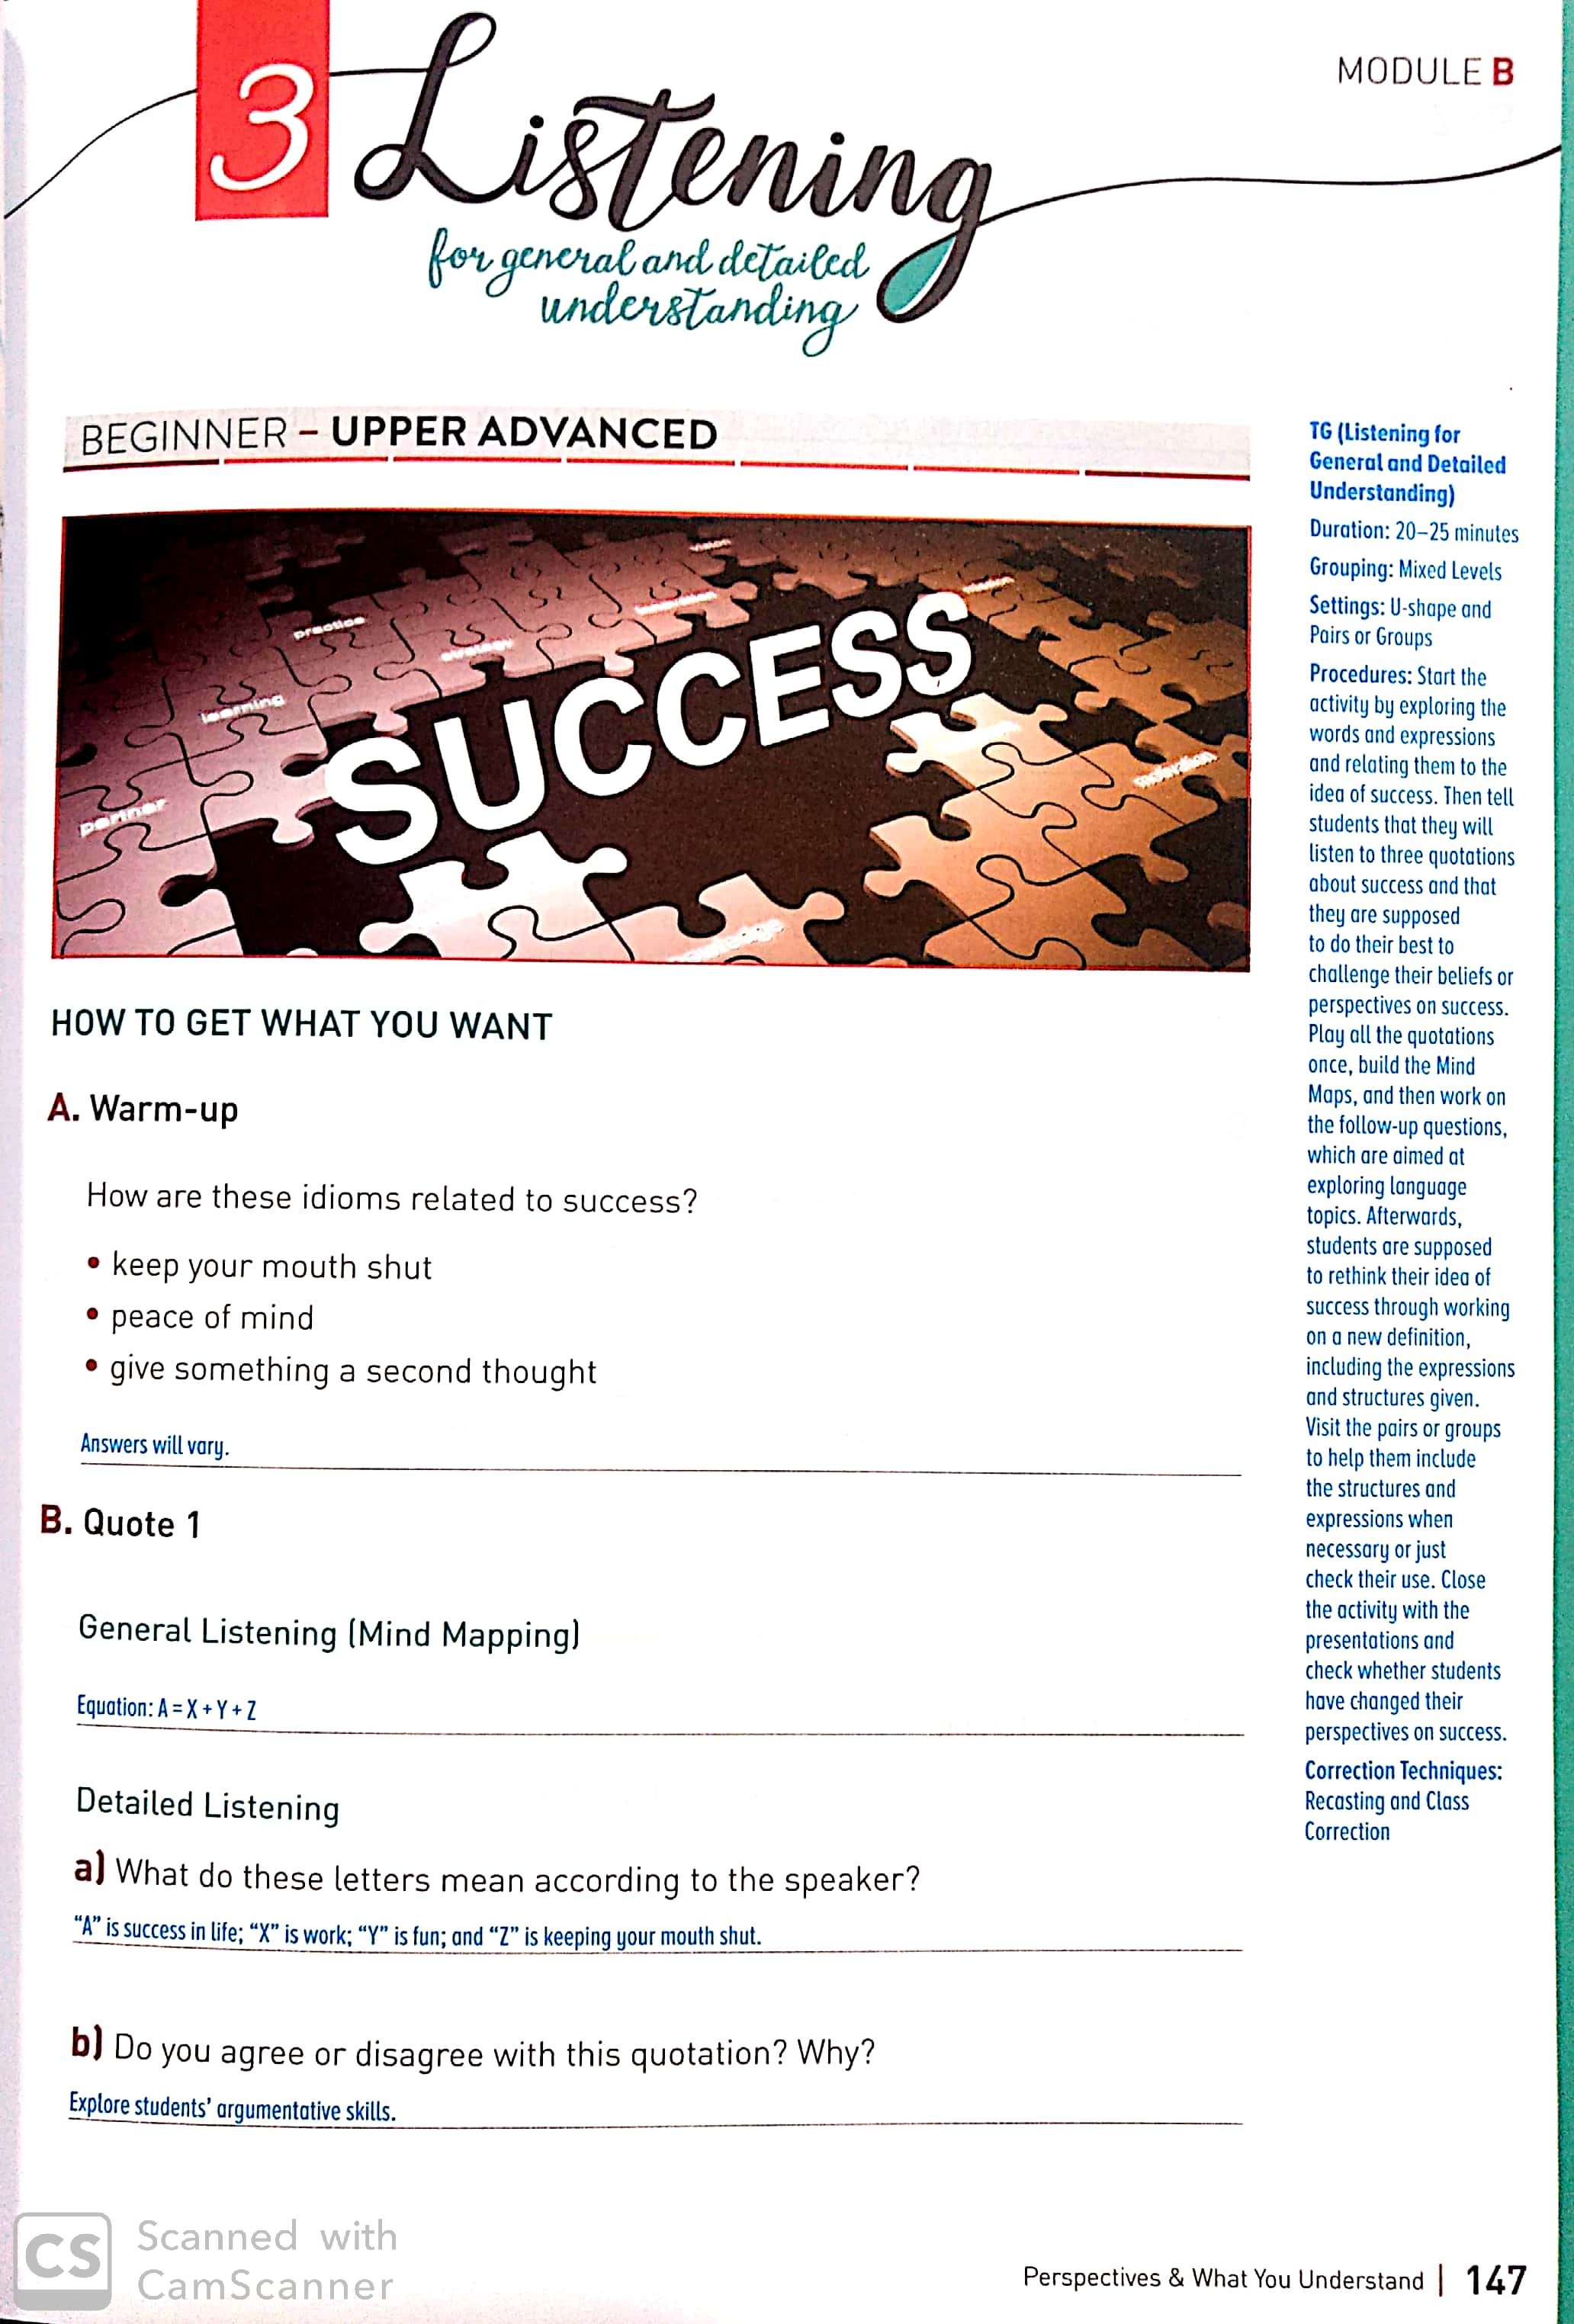 MODULE B
3 Listening
for general and detailed
understanding
BEGINNER – UPPER ADVANCED
practice
learning
partner
SUCCESS
HOW TO GET WHAT YOU WANT
A. Warm-up
How are these idioms related to success?
• keep your mouth shut
• peace of mind
• give something a second thought
Answers will vary.
B. Quote 1
General Listening (Mind Mapping)
Equation: A = X + Y + Z
Detailed Listening
a) What do these letters mean according to the speaker?
“A” is success in life; “X” is work; “Y” is fun; and “Z” is keeping your mouth shut.
b) Do you agree or disagree with this quotation? Why?
Explore students’ argumentative skills.
TG (Listening for
General and Detailed
Understanding)
Duration: 20–25 minutes
Grouping: Mixed Levels
Settings: U-shape and
Pairs or Groups
Procedures: Start the
activity by exploring the
words and expressions
and relating them to the
idea of success. Then tell
students that they will
listen to three quotations
about success and that
they are supposed
to do their best to
challenge their beliefs or
perspectives on success.
Play all the quotations
once, build the Mind
Maps, and then work on
the follow-up questions,
which are aimed at
exploring language
topics. Afterwards,
students are supposed
to rethink their idea of
success through working
on a new definition,
including the expressions
and structures given.
Visit the pairs or groups
to help them include
the structures and
expressions when
necessary or just
check their use. Close
the activity with the
presentations and
check whether students
have changed their
perspectives on success.
Correction Techniques:
Recasting and Class
Correction
CS
Scanned with
CamScanner
Perspectives & What You Understand | 147